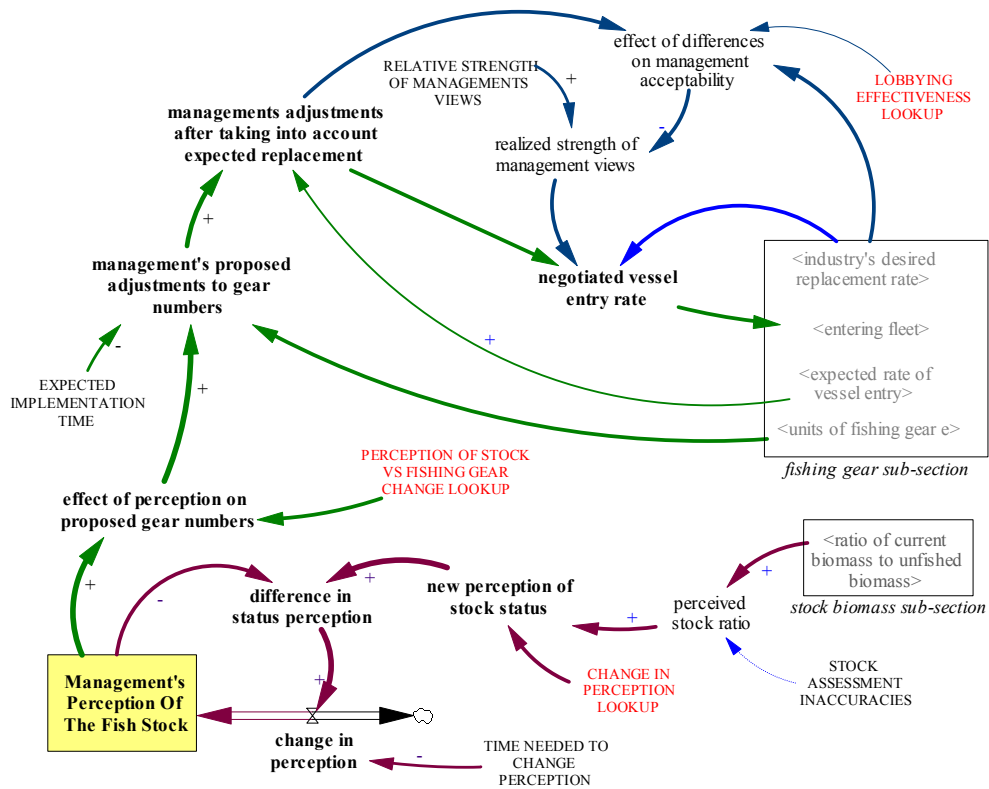 effect of differences
on management
acceptability
RELATIVE STRENGTH
OF MANAGEMENTS
VIEWS
+
LOBBYING
EFFECTIVENESS
LOOKUP
managements adjustments
after taking into account
expected replacement
-
realized strength of
management views
+
management's proposed
adjustments to gear
numbers
negotiated vessel
entry rate
<industry's desired
replacement rate>
<entering fleet>
+
-
<expected rate of
vessel entry>
EXPECTED
IMPLEMENTATION
TIME
+
<units of fishing gear e>
fishing gear sub-section
PERCEPTION OF STOCK
VS FISHING GEAR
CHANGE LOOKUP
effect of perception on
proposed gear numbers
<ratio of current
biomass to unfished
biomass>
stock biomass sub-section
+
+
+
-
difference in
status perception
new perception of
stock status
perceived
stock ratio
+
CHANGE IN
PERCEPTION
LOOKUP
STOCK
ASSESSMENT
INACCURACIES
+
Management's
Perception Of
The Fish Stock
change in
perception
-
TIME NEEDED TO
CHANGE
PERCEPTION